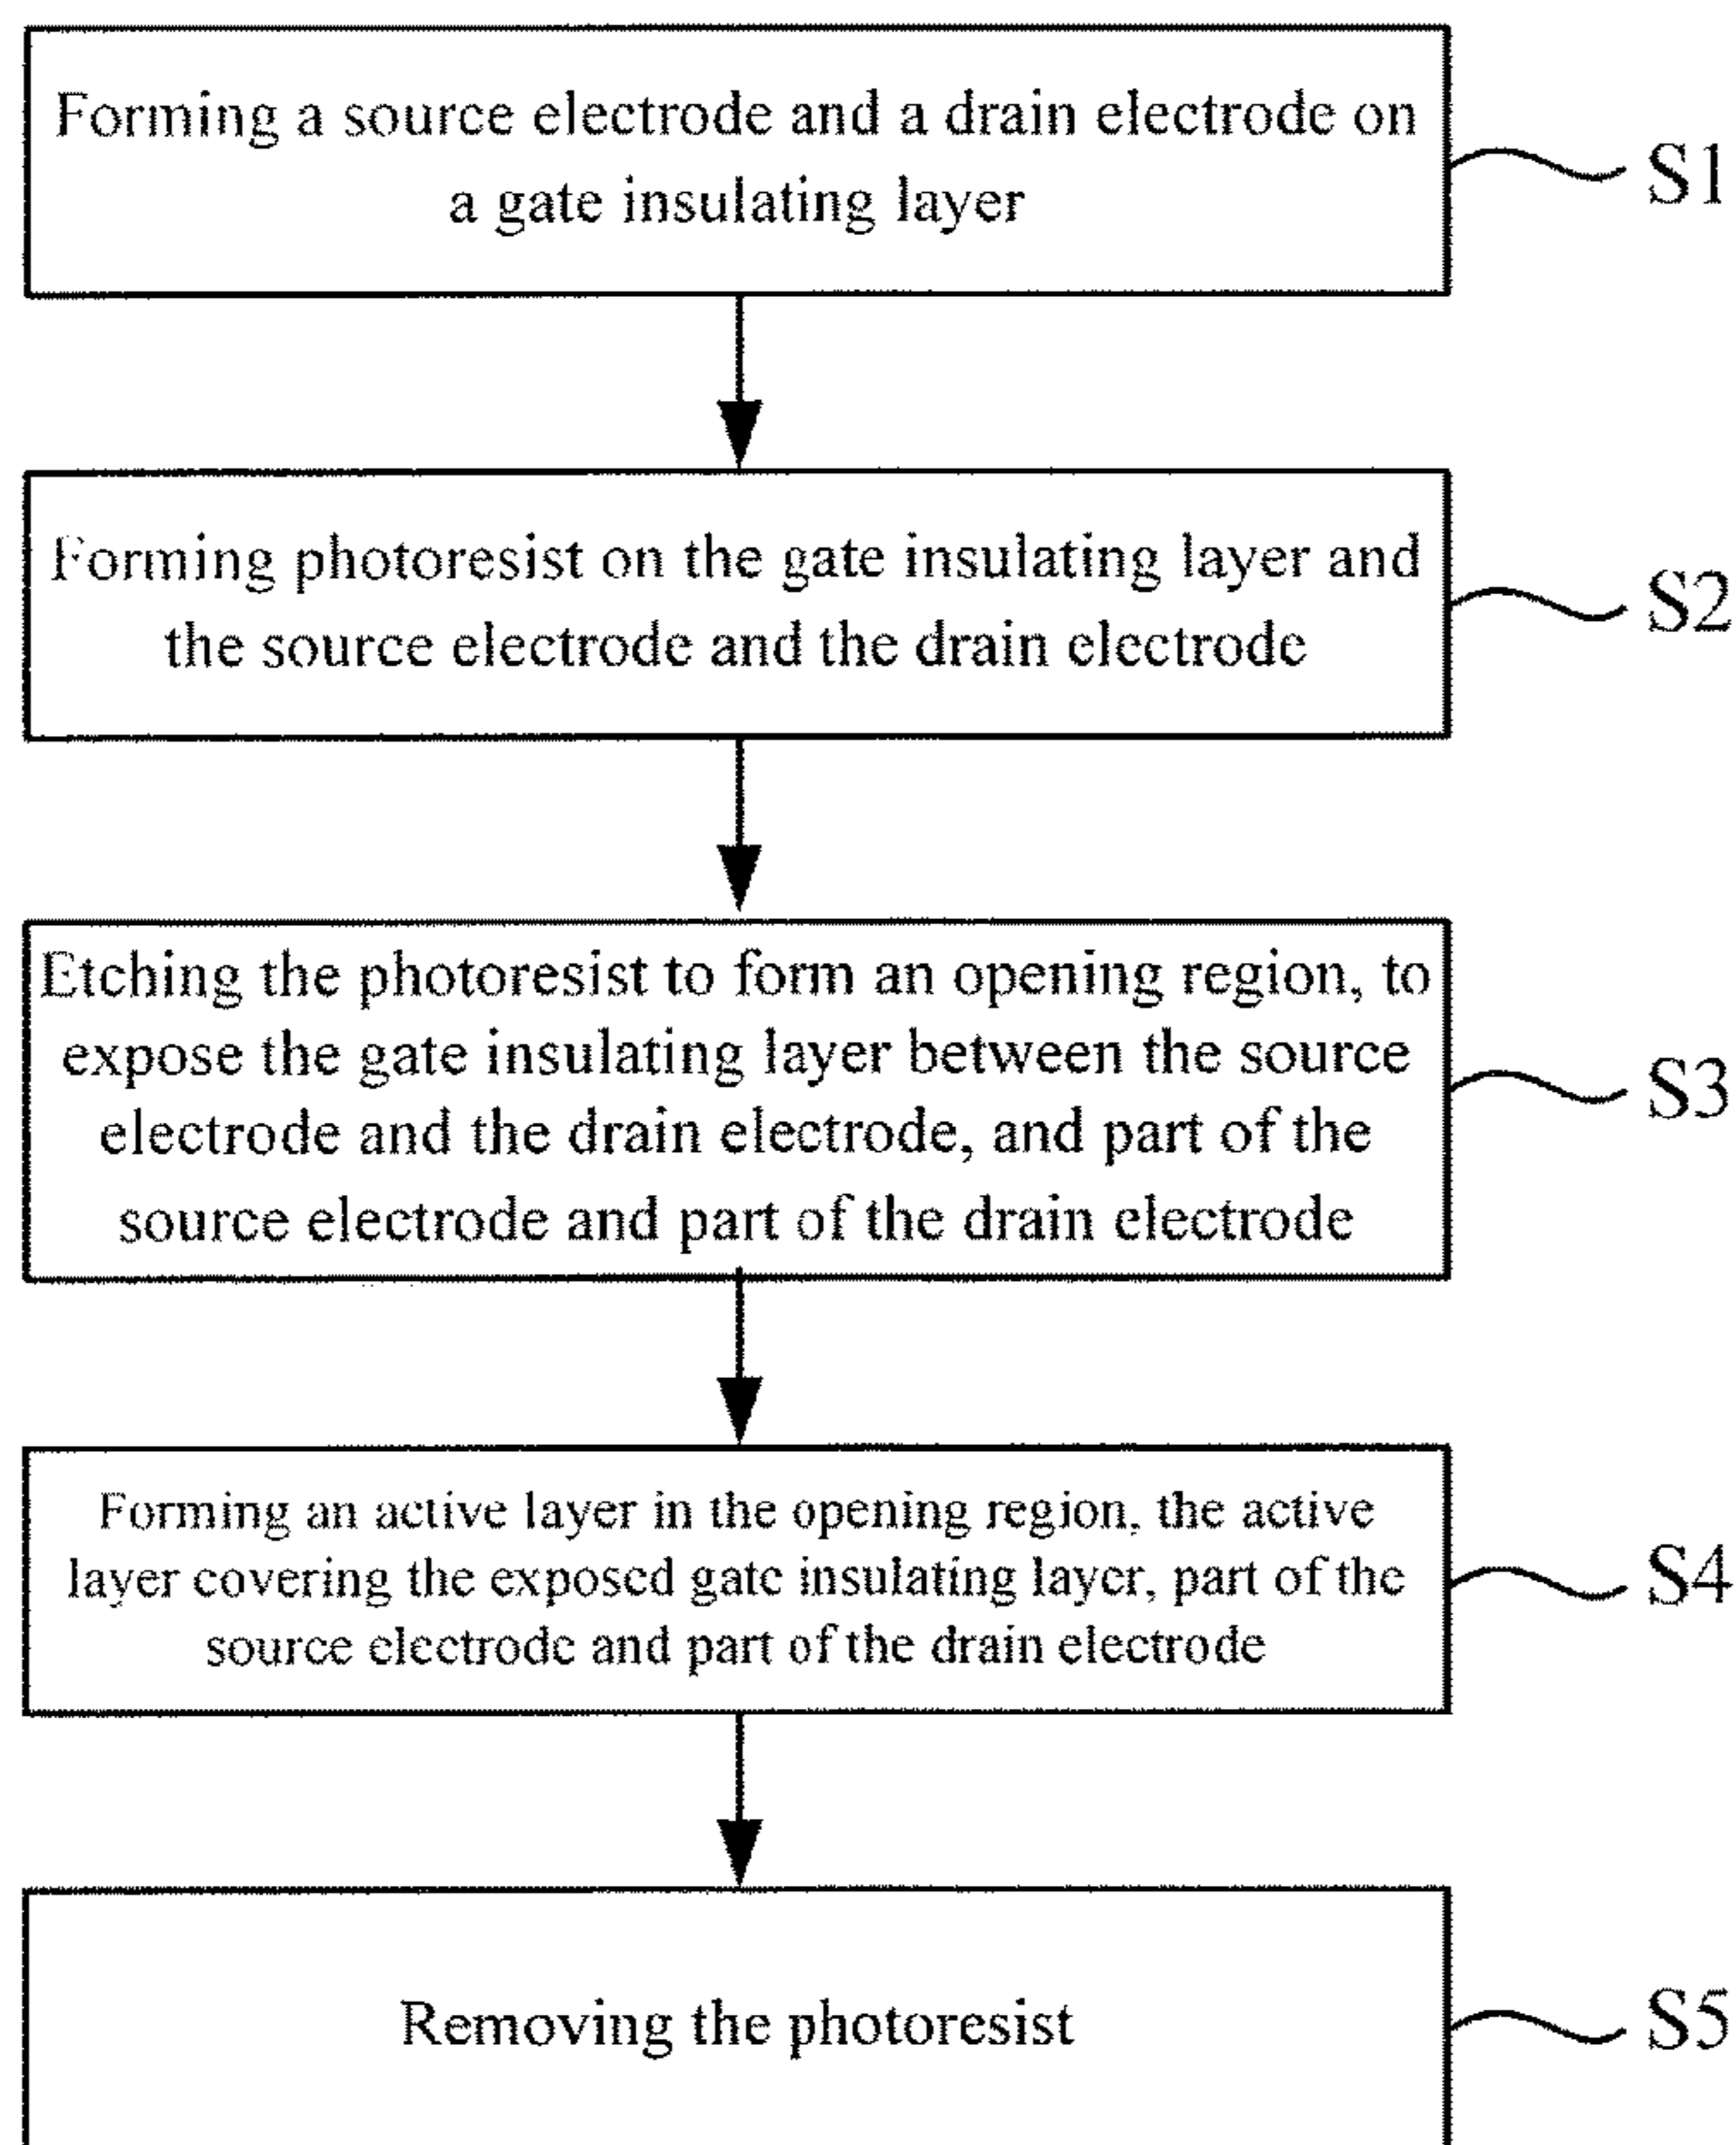 Forming a source electrode and a drain electrode on
a gate insulating layer
S1
Forming photoresist on the gate insulating layer and
the source electrode and the drain electrode
S2
Etching the photoresist to form an opening region, to
expose the gate insulating layer between the source
electrode and the drain electrode, and part of the
source electrode and part of the drain electrode
S3
Forming an active layer in the opening region, the active
layer covering the exposed gate insulating layer, part of the
source electrode and part of the drain electrode
S4
Removing the photoresist
S5